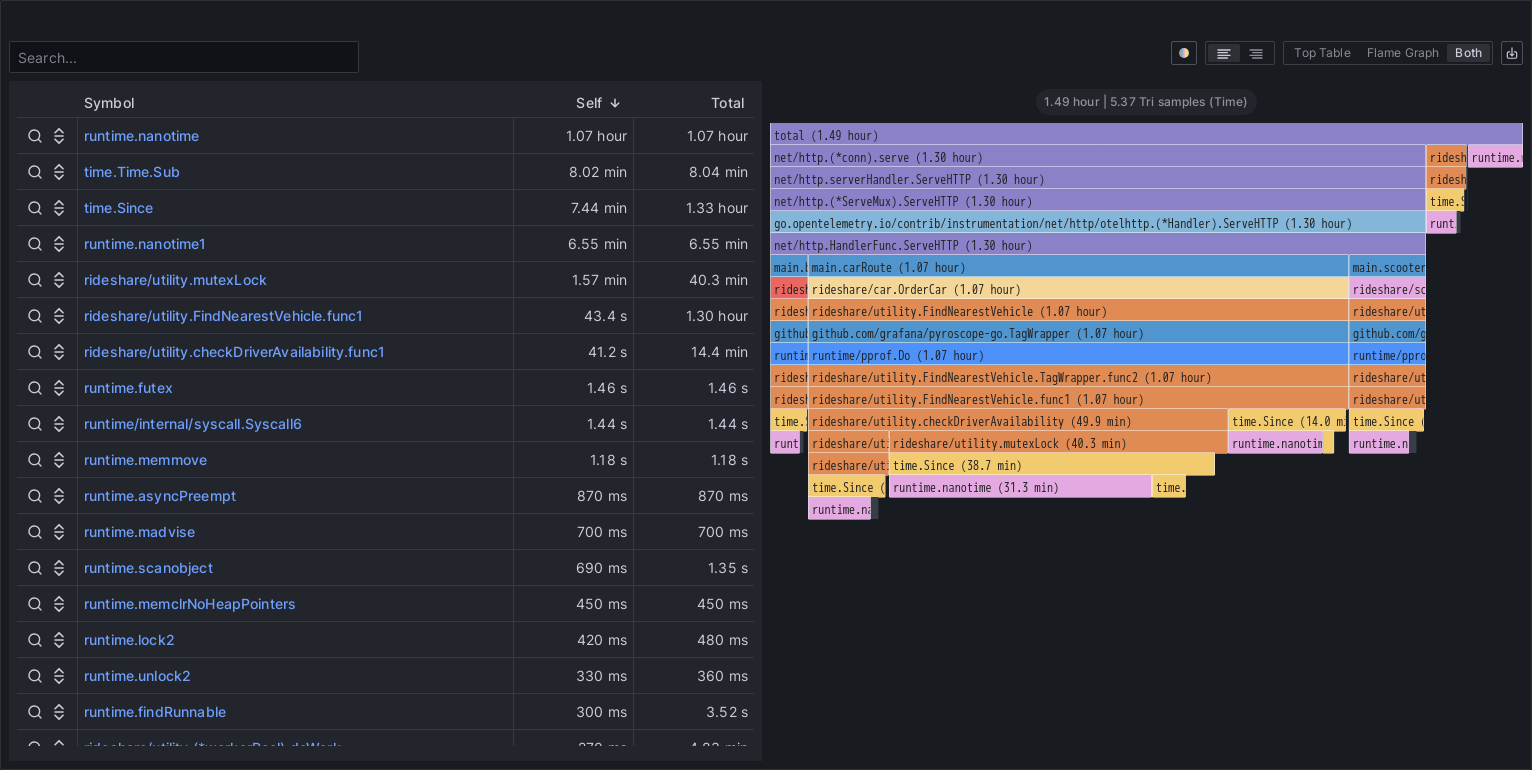 Search...
Top Table Flame Graph Both
Symbol Self Total
runtime.nanotime 1.07 hour 1.07 hour
time.Time.Sub 8.02 min 8.04 min
time.Since 7.44 min 1.33 hour
runtime.nanotime1 6.55 min 6.55 min
rideshare/utility.mutexLock 1.57 min 40.3 min
rideshare/utility.FindNearestVehicle.func1 43.4 s 1.30 hour
rideshare/utility.checkDriverAvailability.func1 41.2 s 14.4 min
runtime.futex 1.46 s 1.46 s
runtime/internal/syscall.Syscall6 1.44 s 1.44 s
runtime.memmove 1.18 s 1.18 s
runtime.asyncPreempt 870 ms 870 ms
runtime.madvise 700 ms 700 ms
runtime.scanobject 690 ms 1.35 s
runtime.memclrNoHeapPointers 450 ms 450 ms
runtime.lock2 420 ms 480 ms
runtime.unlock2 330 ms 360 ms
runtime.findRunnable 300 ms 3.52 s
1.49 hour | 5.37 Tri samples (Time)
total (1.49 hour)
net/http.(*conn).serve (1.30 hour) ridesh runtime.
net/http.serverHandler.ServeHTTP (1.30 hour) ridesh
net/http.(*ServeMux).ServeHTTP (1.30 hour) time.S
go.opentelemetry.io/contrib/instrumentation/net/http/otelhttp.(*Handler).ServeHTTP (1.30 hour) runt
net/http.HandlerFunc.ServeHTTP (1.30 hour)
main.b main.carRoute (1.07 hour) main.scooter
ridesh rideshare/car.OrderCar (1.07 hour) rideshare/sc
ridesh rideshare/utility.FindNearestVehicle (1.07 hour) rideshare/ut
github github.com/grafana/pyroscope-go.TagWrapper (1.07 hour) github.com/g
runtim runtime/pprof.Do (1.07 hour) runtime/ppro
ridesh rideshare/utility.FindNearestVehicle.TagWrapper.func2 (1.07 hour) rideshare/ut
ridesh rideshare/utility.FindNearestVehicle.func1 (1.07 hour) rideshare/ut
time.S rideshare/utility.checkDriverAvailability (49.9 min) time.Since (14.0 mi time.Since (
runt rideshare/ut rideshare/utility.mutexLock (40.3 min) runtime.nanotim runtime.n
rideshare/ut time.Since (38.7 min)
time.Since ( runtime.nanotime (31.3 min) time.
runtime.na